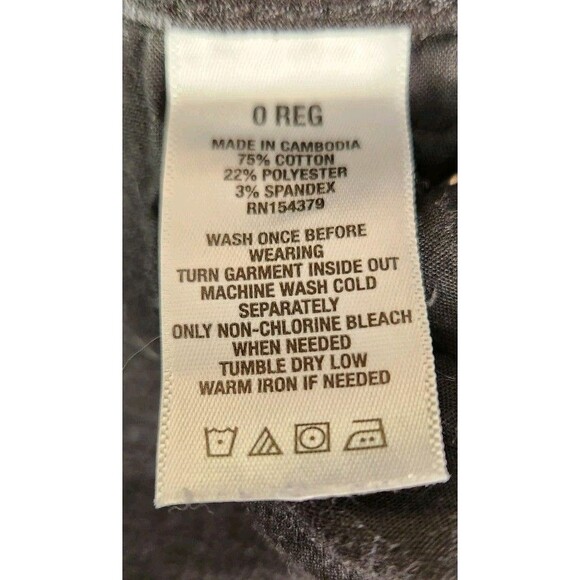 0 REG
MADE IN CAMBODIA
75% COTTON
22% POLYESTER
3% SPANDEX
RN154379
WASH ONCE BEFORE
WEARING
TURN GARMENT INSIDE OUT
MACHINE WASH COLD
SEPARATELY
ONLY NON-CHLORINE BLEACH
WHEN NEEDED
TUMBLE DRY LOW
WARM IRON IF NEEDED